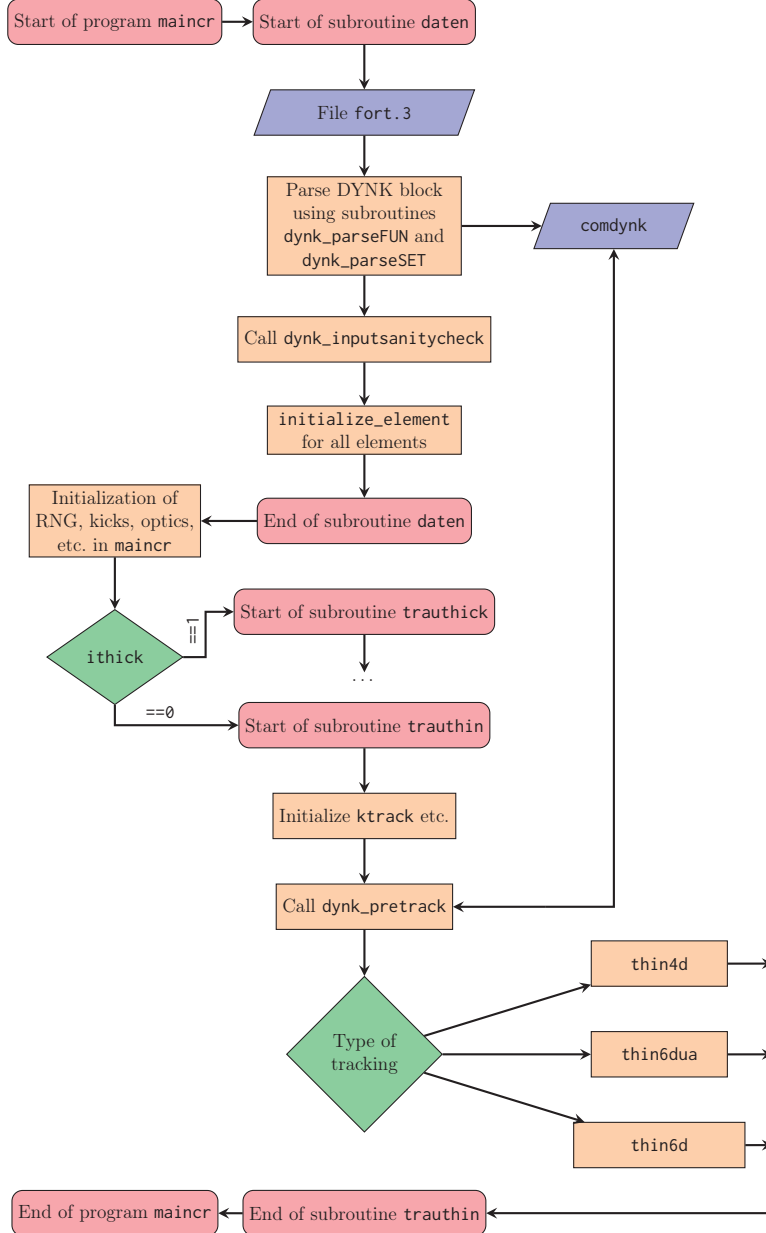 Start of program maincr
Start of subroutine daten
File fort.3
Parse DYNK block
using subroutines
dynk_parseFUN and
dynk_parseSET
comdynk
Call dynk_inputsanitycheck
initialize_element
for all elements
Initialization of
RNG, kicks, optics,
etc. in maincr
End of subroutine daten
Start of subroutine trauthick
==1
ithick
...
==0
Start of subroutine trauthin
Initialize ktrack etc.
Call dynk_pretrack
thin4d
Type of
tracking
thin6dua
thin6d
End of program maincr
End of subroutine trauthin